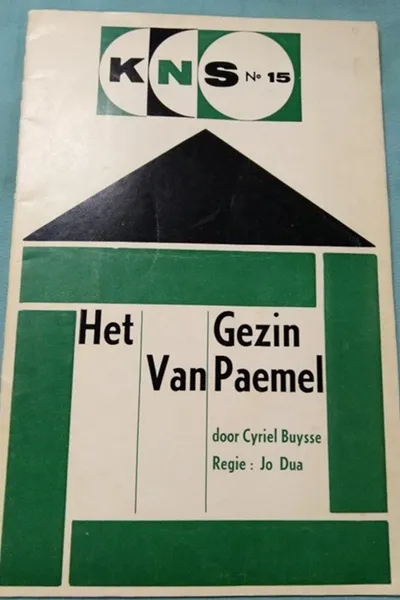 KNS Nº 15
Het Gezin
Van Paemel
door Cyriel Buysse
Regie : Jo Dua